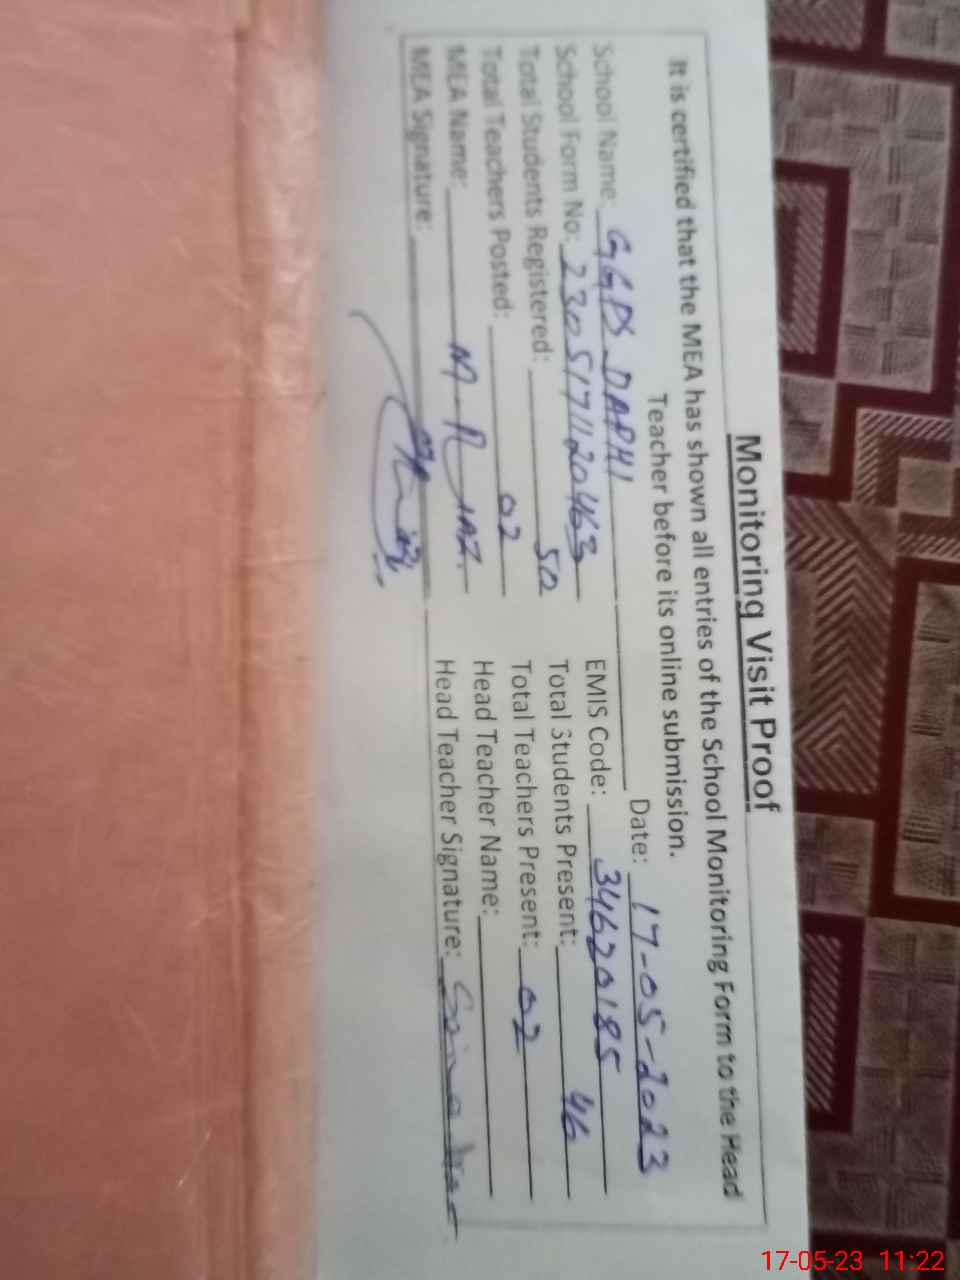 Monitoring Visit Proof
It is certified that the MEA has shown all entries of the School Monitoring Form to the Head
Teacher before its online submission.
Date: 17-05-2023
School Name: GGPS DAPHI
School Form No: 2305171120463 EMIS Code: 34620185
Total Students Registered: 50 Total Students Present: 46
Total Teachers Posted: 02 Total Teachers Present: 02
MEA Name: M. RIAZ. Head Teacher Name:
MEA Signature: Head Teacher Signature:
17-05-23 11:22